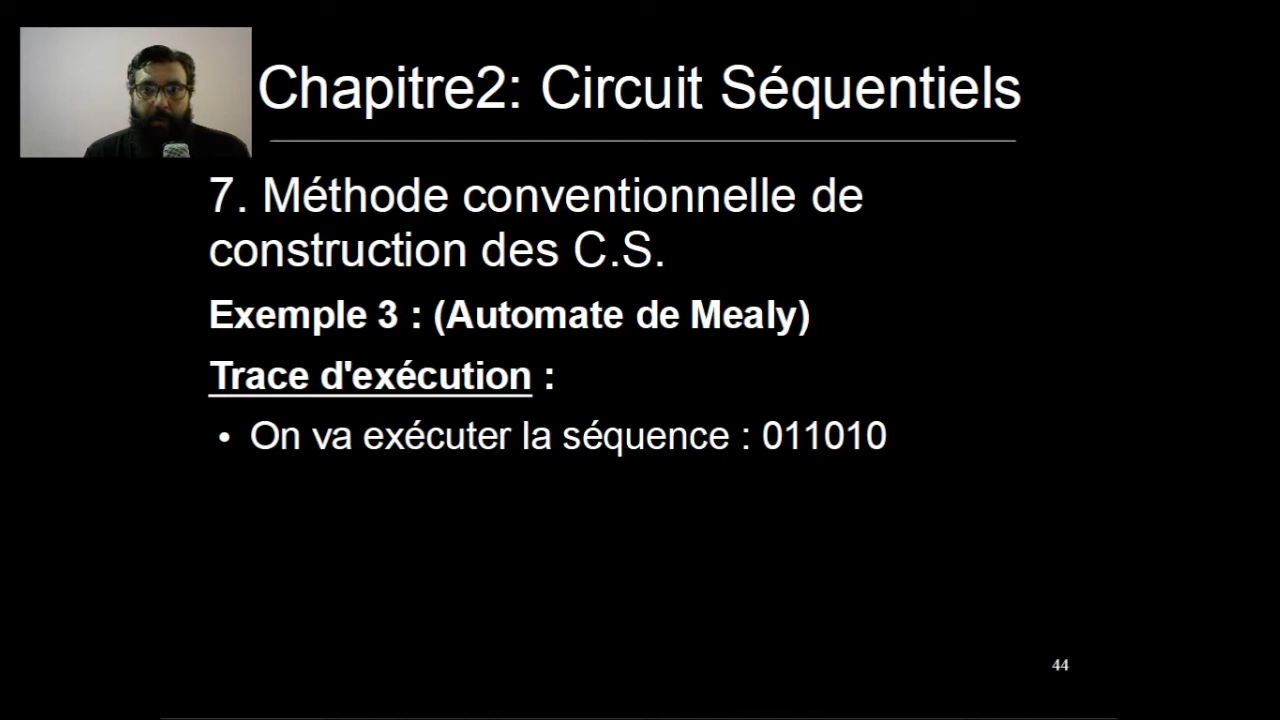 Chapitre2: Circuit Séquentiels
7. Méthode conventionnelle de
construction des C.S.
Exemple 3 : (Automate de Mealy)
Trace d'exécution :
• On va exécuter la séquence : 011010
44